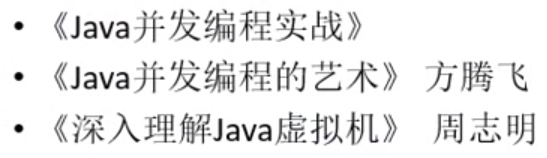 • 《Java并发编程实战》
• 《Java并发编程的艺术》 方腾飞
• 《深入理解Java虚拟机》 周志明